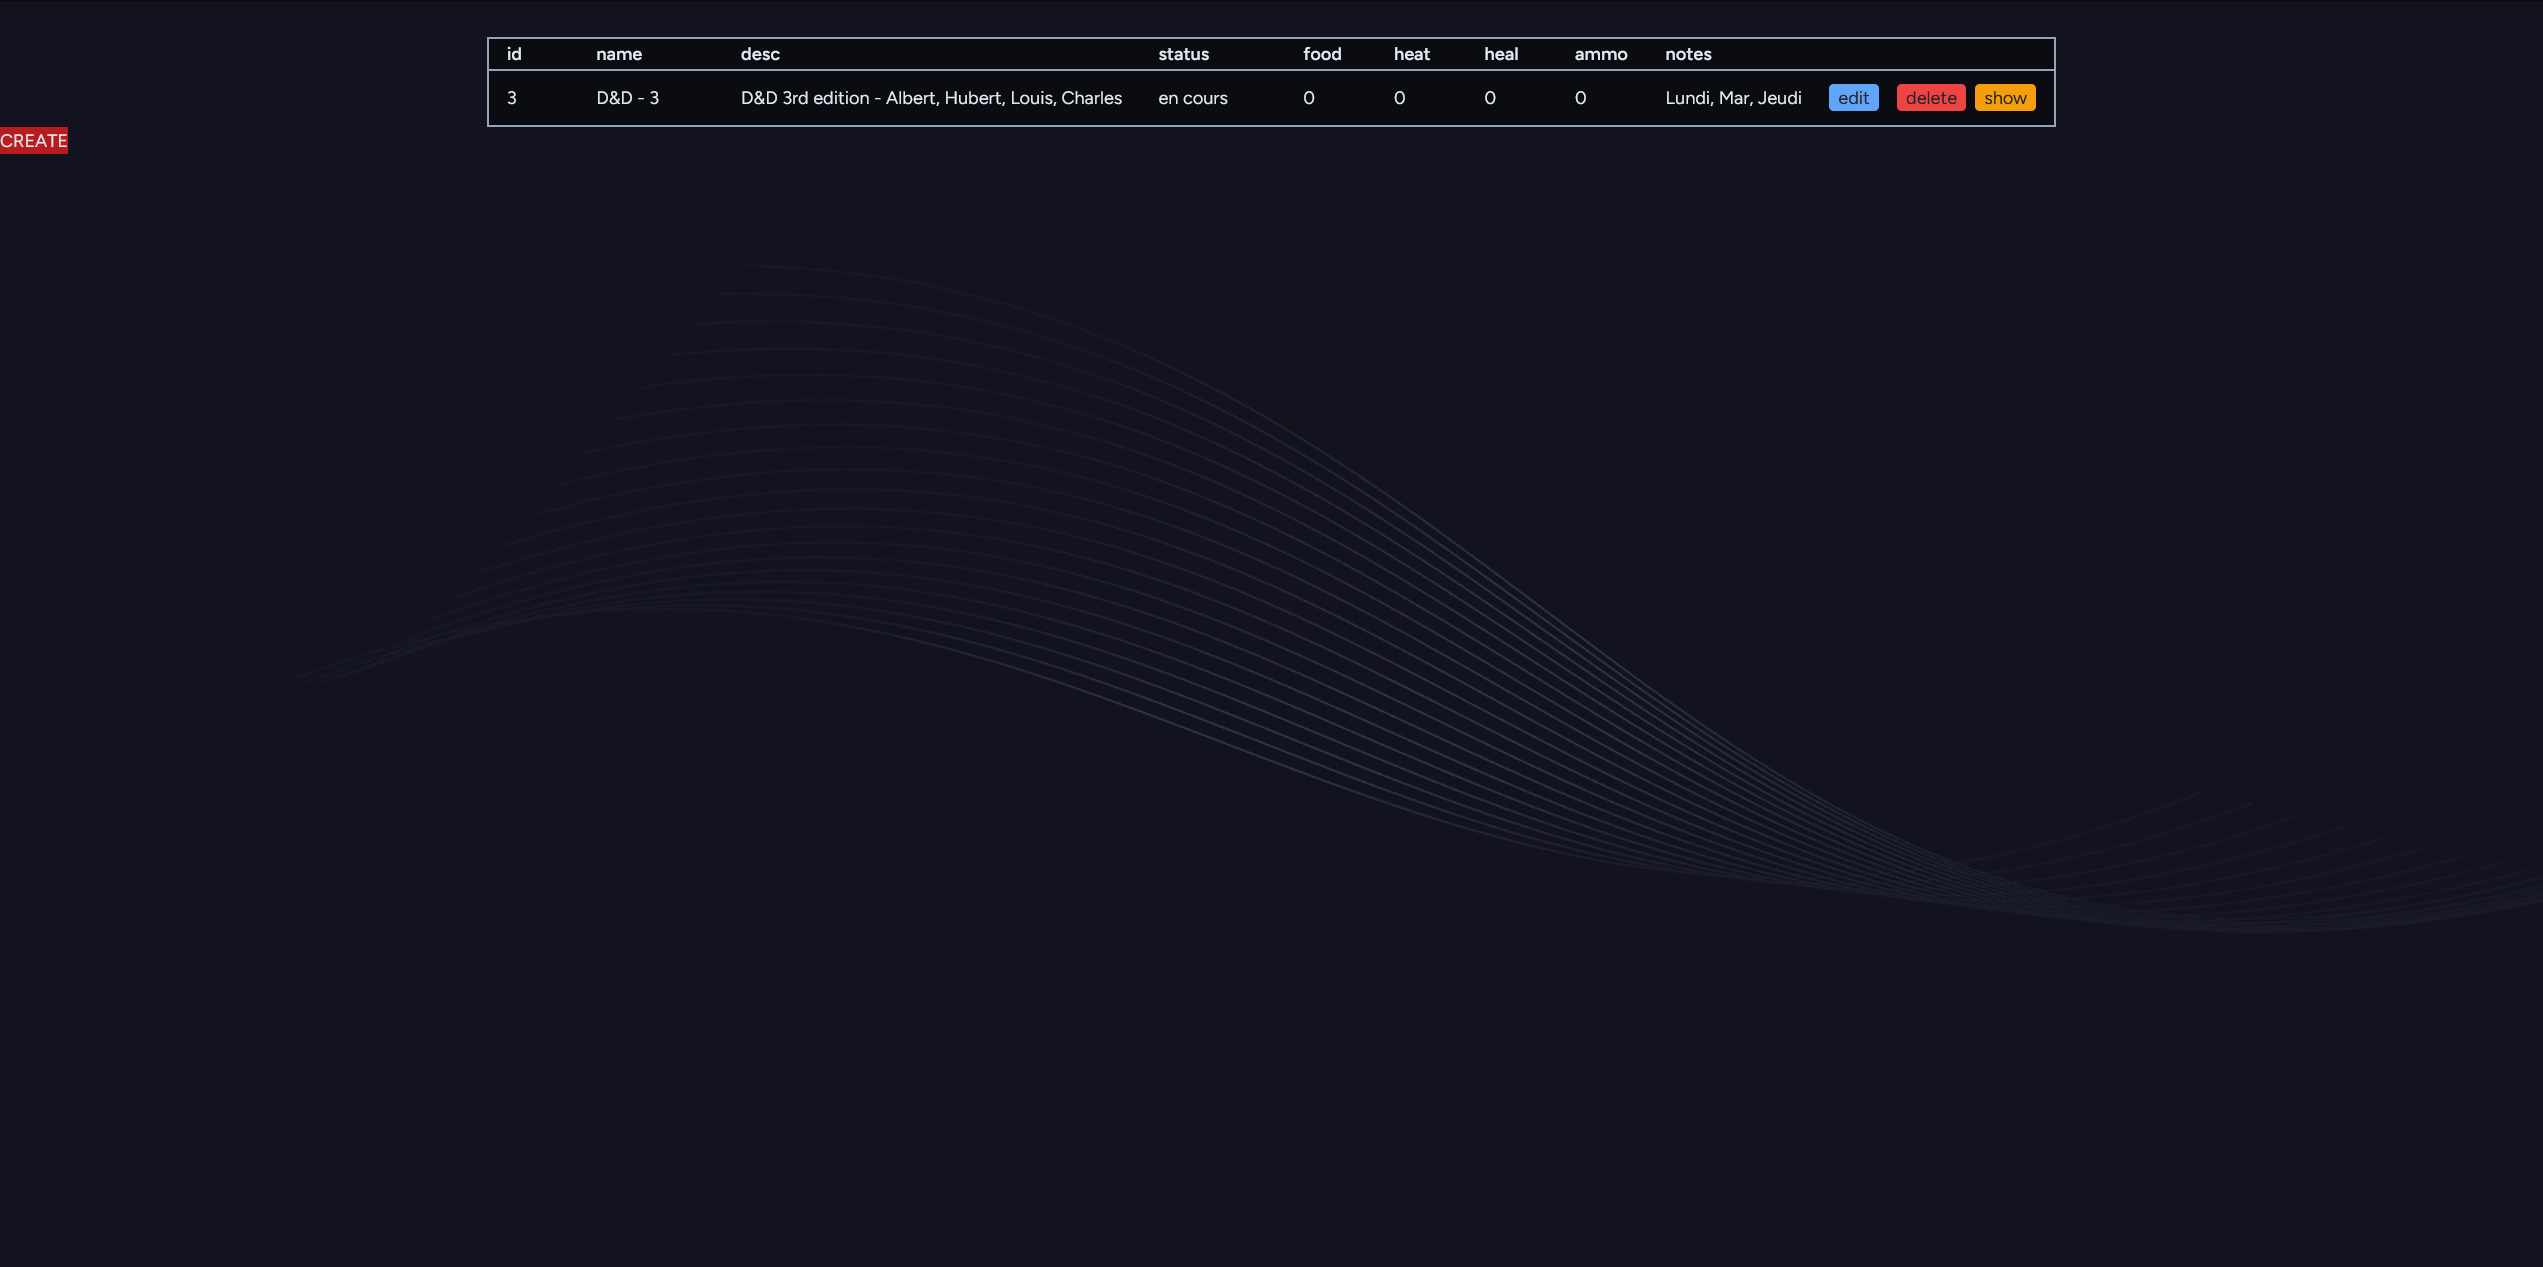 id name desc status food heat heal ammo notes
3 D&D - 3 D&D 3rd edition - Albert, Hubert, Louis, Charles en cours 0 0 0 0 Lundi, Mar, Jeudi edit delete show
CREATE